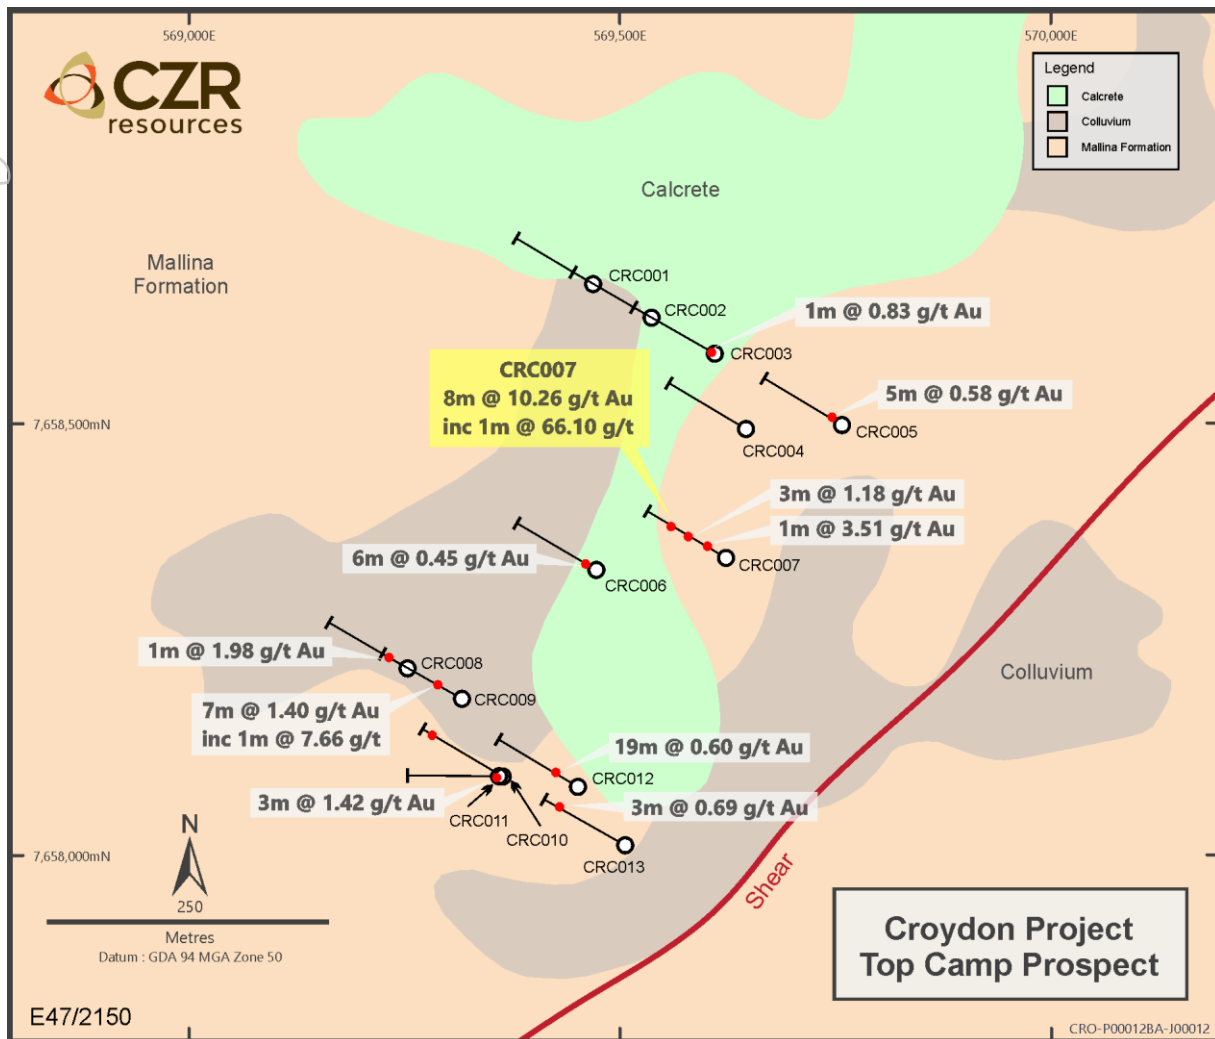 569,000E
569,500E
570,000E
CZR
resources
Legend
Calcrete
Colluvium
Mallina Formation
Calcrete
Mallina
Formation
CRC001
CRC002
1m @ 0.83 g/t Au
CRC003
CRC007
8m @ 10.26 g/t Au
inc 1m @ 66.10 g/t
5m @ 0.58 g/t Au
7,658,500mN
CRC005
CRC004
3m @ 1.18 g/t Au
1m @ 3.51 g/t Au
6m @ 0.45 g/t Au
CRC007
CRC006
1m @ 1.98 g/t Au
CRC008
Colluvium
CRC009
7m @ 1.40 g/t Au
inc 1m @ 7.66 g/t
19m @ 0.60 g/t Au
CRC012
3m @ 1.42 g/t Au
3m @ 0.69 g/t Au
CRC011
CRC010
7,658,000mN
CRC013
N
250
Metres
Datum : GDA 94 MGA Zone 50
Shear
Croydon Project
Top Camp Prospect
E47/2150
CRO-P00012BA-J00012